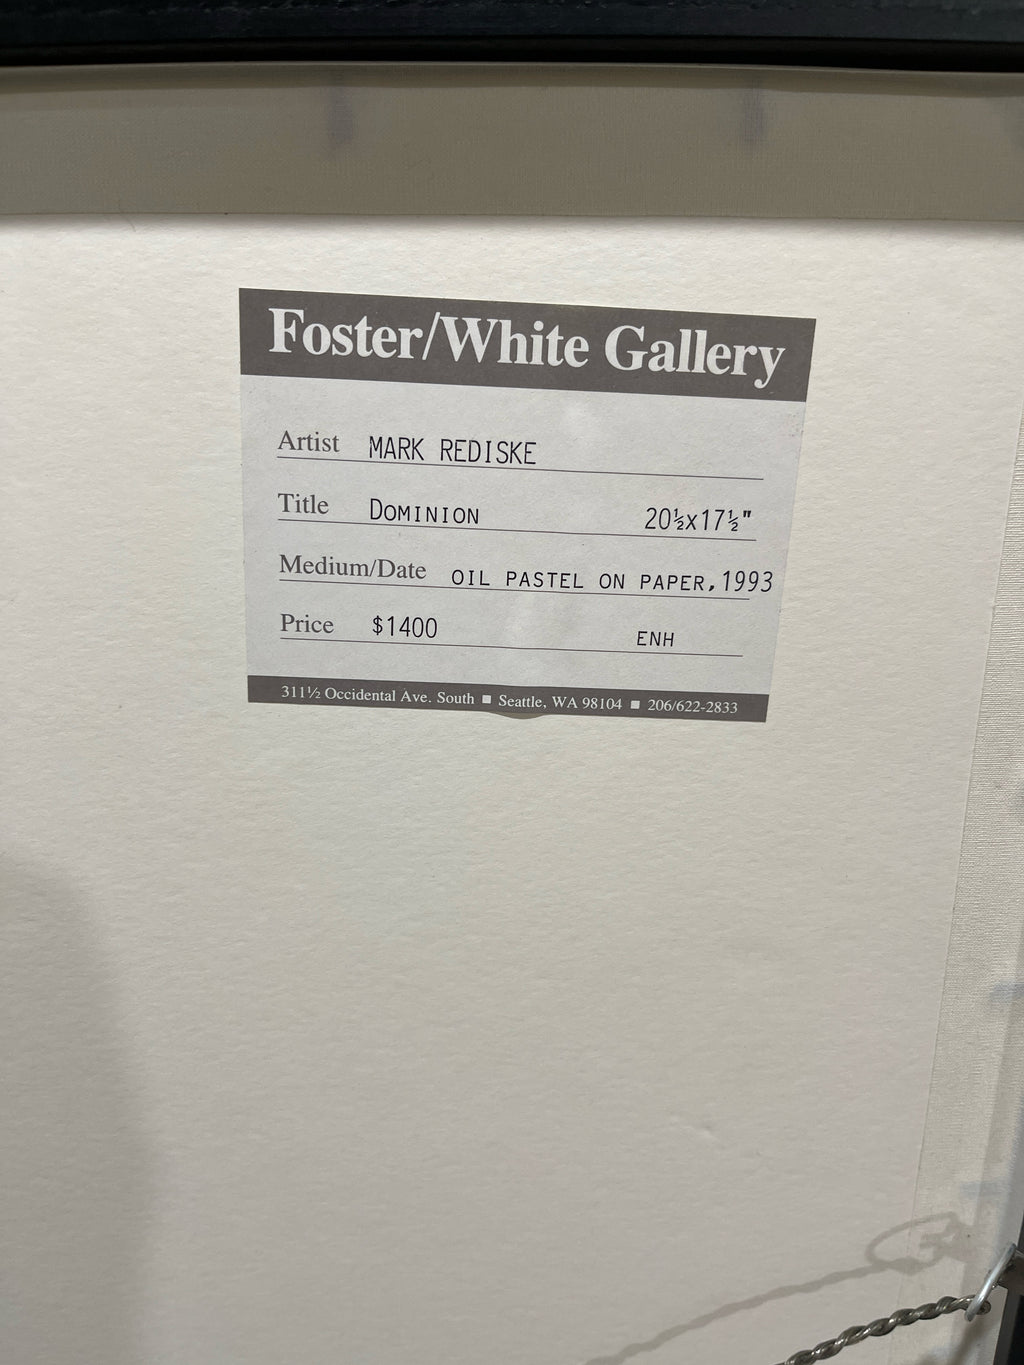 Foster/White Gallery
Artist MARK REDISKE
Title DOMINION 20½x17½"
Medium/Date OIL PASTEL ON PAPER, 1993
Price $1400 ENH
311½ Occidental Ave. South ■ Seattle, WA 98104 ■ 206/622-2833